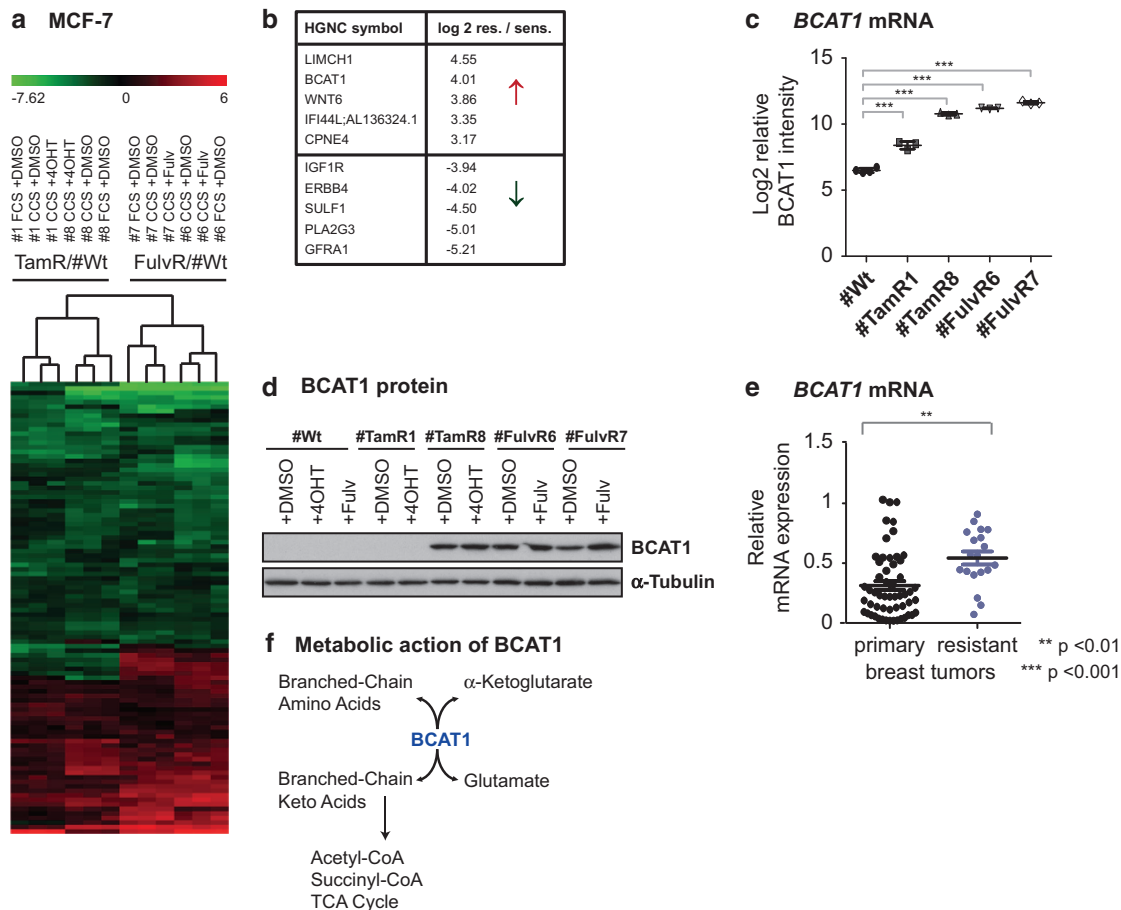 a MCF-7
-7.62 0 6
#1 FCS +DMSO
#1 CCS +DMSO
#1 CCS +4OHT
#8 CCS +4OHT
#8 CCS +DMSO
#8 FCS +DMSO
#7 FCS +DMSO
#7 CCS +DMSO
#7 CCS +Fulv
#6 CCS +DMSO
#6 CCS +Fulv
#6 FCS +DMSO
TamR/#Wt FulvR/#Wt
b
HGNC symbol log 2 res. / sens.
LIMCH1 4.55
BCAT1 4.01
WNT6 3.86
IFI44L;AL136324.1 3.35
CPNE4 3.17
IGF1R -3.94
ERBB4 -4.02
SULF1 -4.50
PLA2G3 -5.01
GFRA1 -5.21
c BCAT1 mRNA
Log2 relative
BCAT1 intensity
15
10
5
0
***
***
***
***
#Wt
#TamR1
#TamR8
#FulvR6
#FulvR7
d BCAT1 protein
#Wt #TamR1 #TamR8 #FulvR6 #FulvR7
+DMSO
+4OHT
+Fulv
+DMSO
+4OHT
+DMSO
+4OHT
+DMSO
+Fulv
+DMSO
+Fulv
BCAT1
α-Tubulin
e BCAT1 mRNA
**
Relative
mRNA expression
1.5
1
0.5
0
primary resistant
breast tumors
** p <0.01
*** p <0.001
f Metabolic action of BCAT1
Branched-Chain
Amino Acids
α-Ketoglutarate
BCAT1
Branched-Chain
Keto Acids
Glutamate
Acetyl-CoA
Succinyl-CoA
TCA Cycle